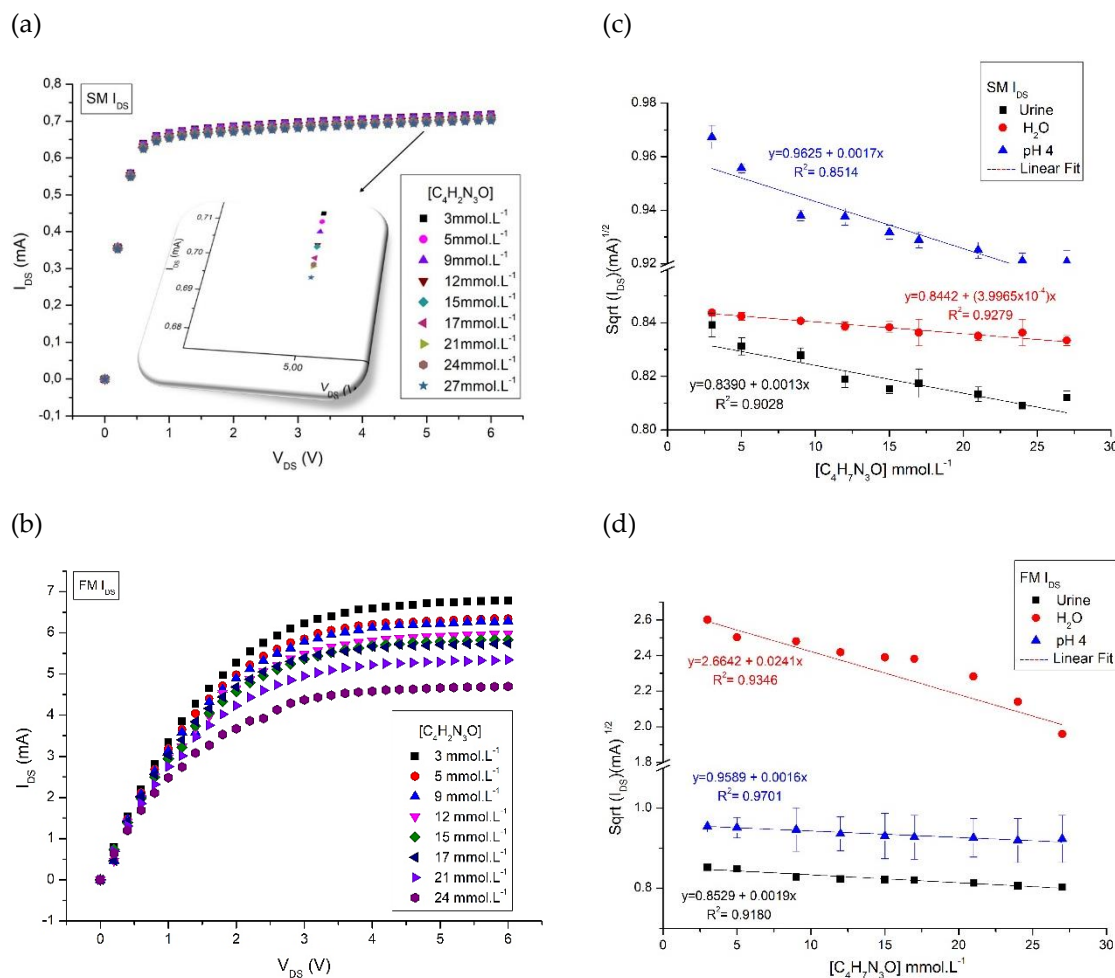 (a)
SM I_DS
0,8
0,7
0,6
0,5
0,4
0,3
0,2
0,1
0,0
-0,1
I_DS (mA)
0,71
0,70
0,69
0,68
I_DS (mA)
5,00
V_DS (V)
[C4H2N3O]
3mmol.L⁻¹
5mmol.L⁻¹
9mmol.L⁻¹
12mmol.L⁻¹
15mmol.L⁻¹
17mmol.L⁻¹
21mmol.L⁻¹
24mmol.L⁻¹
27mmol.L⁻¹
0 1 2 3 4 5 6
V_DS (V)
(c)
SM I_DS
Urine
H₂O
pH 4
Linear Fit
0.98
0.96
0.94
0.92
0.84
0.82
0.80
Sqrt (I_DS)(mA)^1/2
y=0.9625 + 0.0017x
R²= 0.8514
y=0.8442 + (3.9965x10⁻⁴)x
R²= 0.9279
y=0.8390 + 0.0013x
R²= 0.9028
0 5 10 15 20 25 30
[C4H7N3O] mmol.L⁻¹
(b)
FM I_DS
7
6
5
4
3
2
1
0
-1
I_DS (mA)
[C4H2N3O]
3 mmol.L⁻¹
5 mmol.L⁻¹
9 mmol.L⁻¹
12 mmol.L⁻¹
15 mmol.L⁻¹
17 mmol.L⁻¹
21 mmol.L⁻¹
24 mmol.L⁻¹
0 1 2 3 4 5 6
V_DS (V)
(d)
FM I_DS
Urine
H₂O
pH 4
Linear Fit
2.6
2.4
2.2
2.0
1.8
1.0
0.8
Sqrt (I_DS)(mA)^1/2
y=2.6642 + 0.0241x
R²= 0.9346
y=0.9589 + 0.0016x
R²= 0.9701
y=0.8529 + 0.0019x
R²= 0.9180
0 5 10 15 20 25 30
[C4H7N3O] mmol.L⁻¹